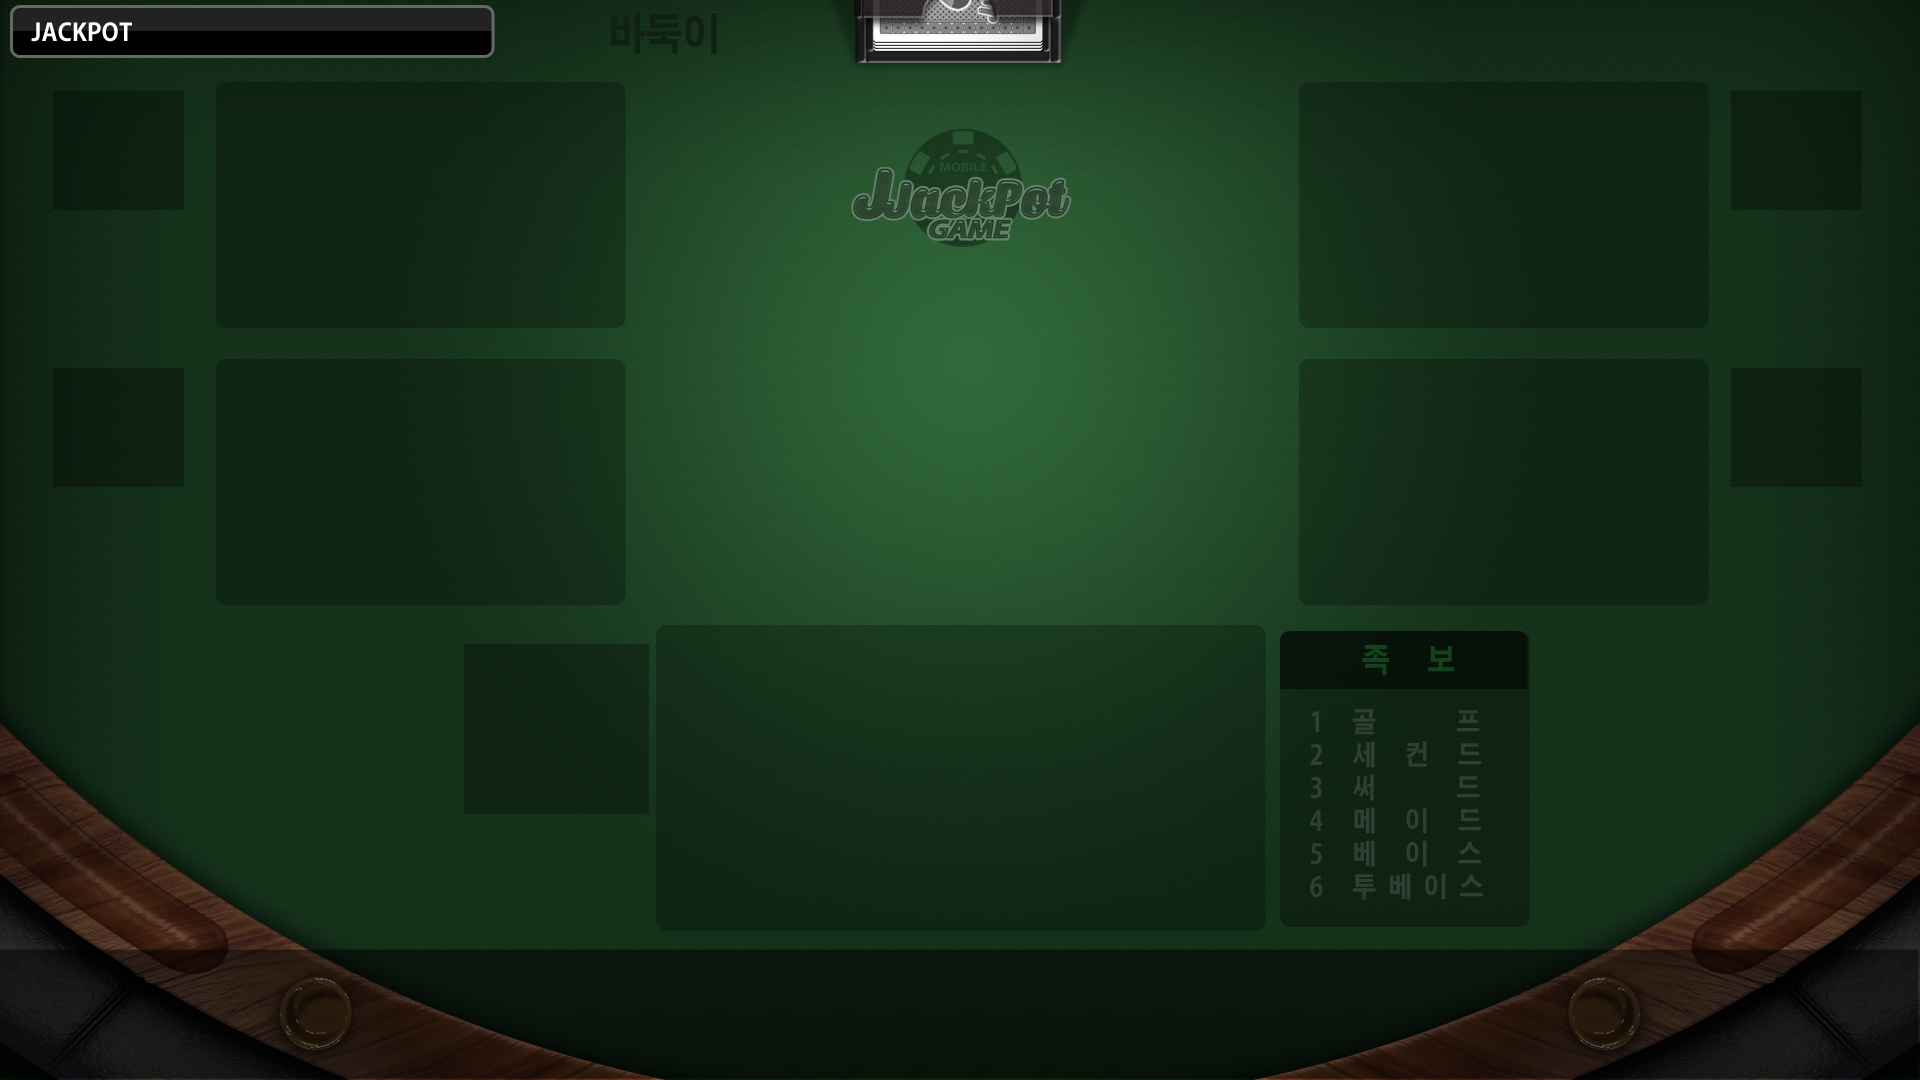 JACKPOT
바둑이
MOBILE
JJackPot
GAME
족 보
1 골 프
2 세 컨 드
3 써 드
4 메 이 드
5 베 이 스
6 투 베 이 스